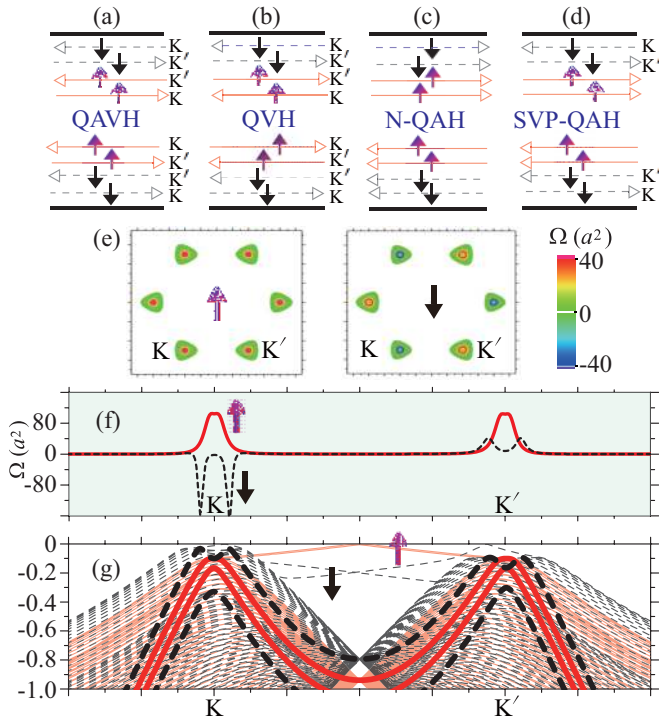 (a) (b) (c) (d)
K K K K
K′ K′ K′
K′ K′
K K K
QAVH QVH N-QAH SVP-QAH
K K
K′ K′
K′ K′ K′
K K K
(e) Ω (a²)
40
0
-40
K K′ K K′
(f)
Ω (a²)
80
0
-80
K K′
(g)
0
-0.2
-0.4
-0.6
-0.8
-1.0
K K′